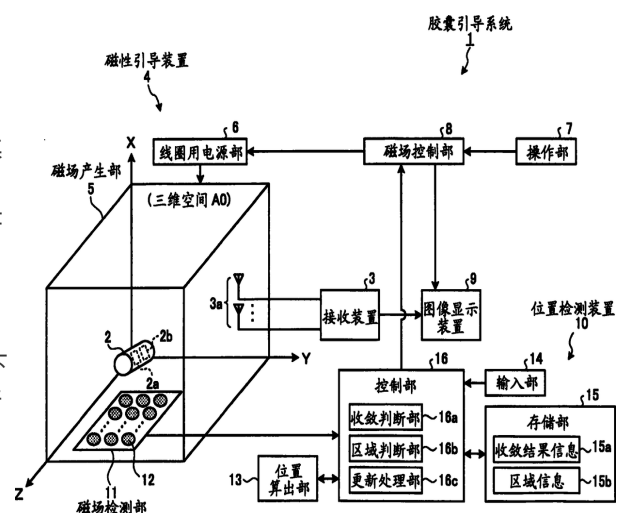 胶囊引导系统
1
磁性引导装置
4
X
6
线圈用电源部
8
磁场控制部
7
操作部
磁场产生部
5
(三维空间A0)
3a
3
接收装置
9
图像显示
装置
位置检测装置
10
2
2b
2a
Y
16
控制部
收敛判断部
16a
区域判断部
16b
更新处理部
16c
14
输入部
15
存储部
收敛结果信息
15a
区域信息
15b
13
位置
算出部
Z
11
12
磁场检测部